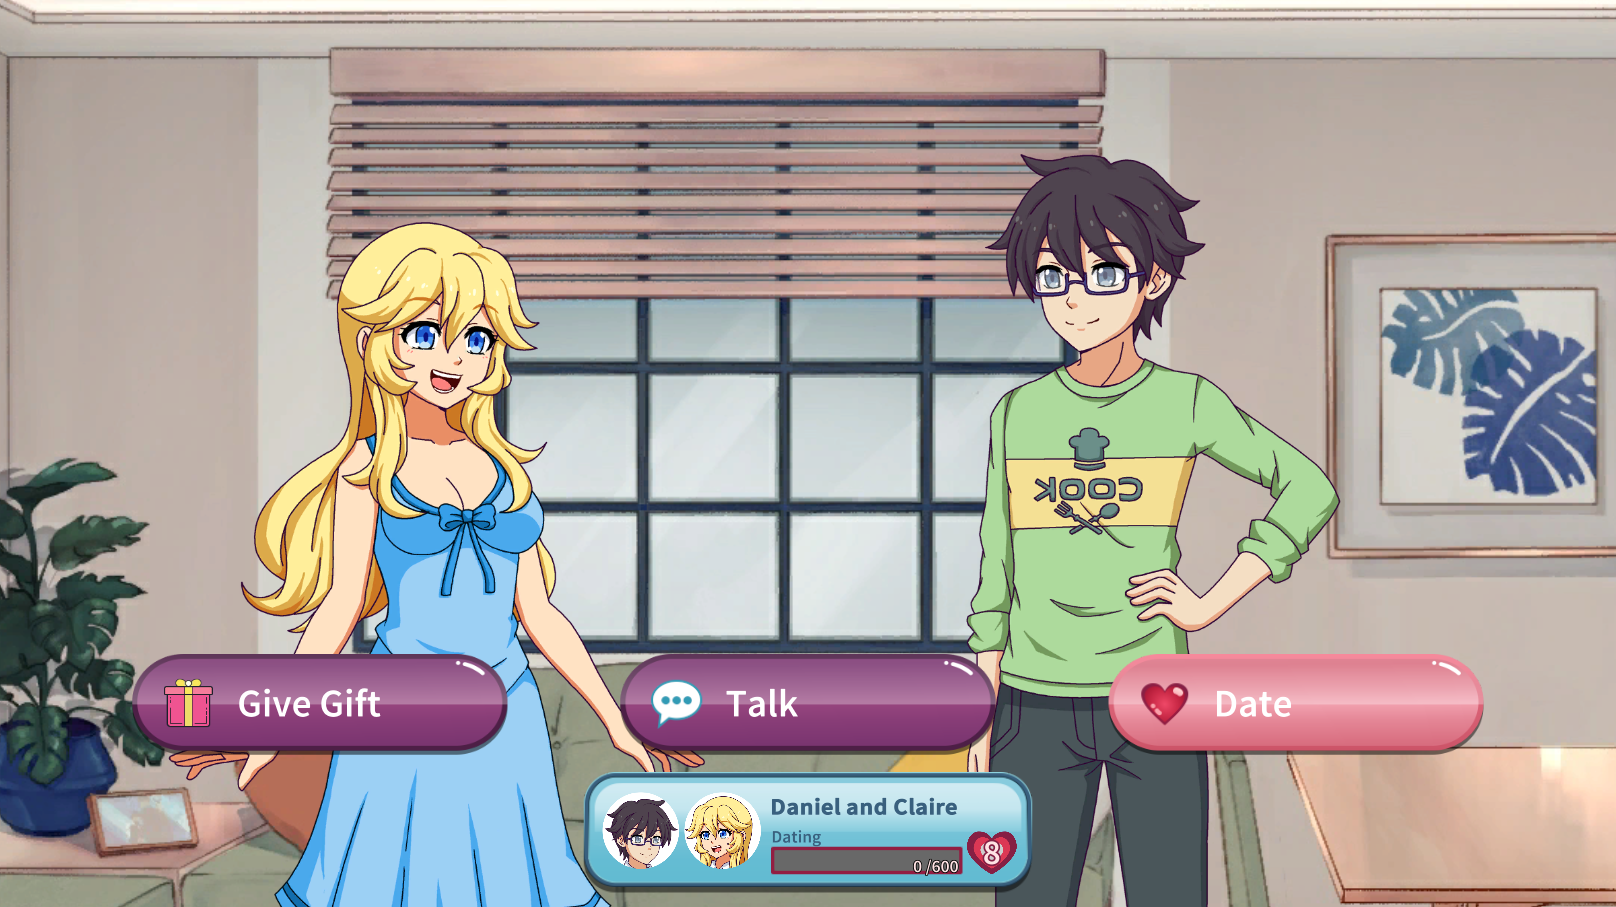 COOK
Give Gift
Talk
Date
Daniel and Claire
Dating
0/600
8